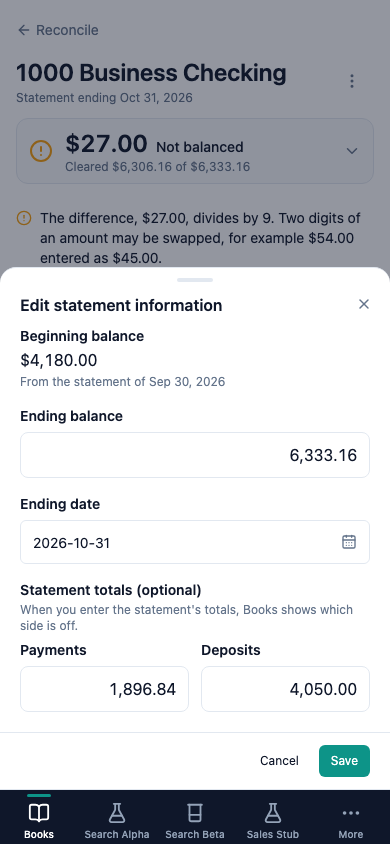 Reconcile
1000 Business Checking
Statement ending Oct 31, 2026
$27.00 Not balanced
Cleared $6,306.16 of $6,333.16
The difference, $27.00, divides by 9. Two digits of
an amount may be swapped, for example $54.00
entered as $45.00.
Edit statement information
Beginning balance
$4,180.00
From the statement of Sep 30, 2026
Ending balance
6,333.16
Ending date
2026-10-31
Statement totals (optional)
When you enter the statement's totals, Books shows which
side is off.
Payments Deposits
1,896.84 4,050.00
Cancel Save
Books Search Alpha Search Beta Sales Stub More